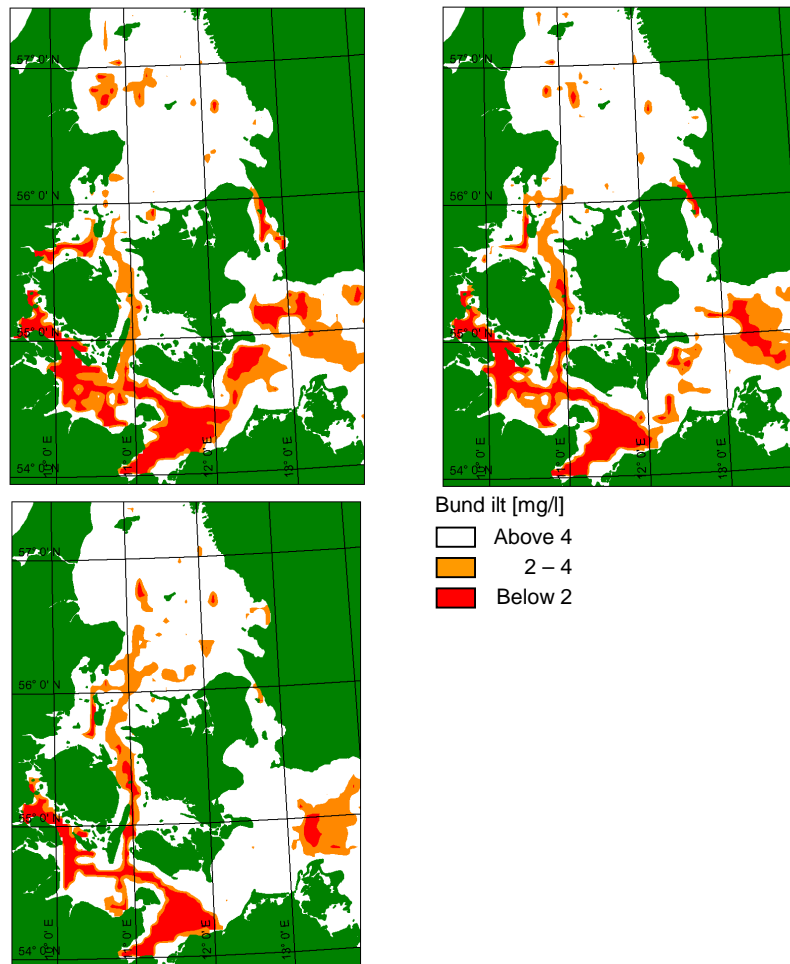 57° 0' N
56° 0' N
55° 0' N
54° 0' N
10° 0' E
11° 0' E
12° 0' E
13° 0' E
57° 0' N
56° 0' N
55° 0' N
54° 0'
10° 0' E
11° 0' E
12° 0' E
13° 0' E
Bund ilt [mg/l]
Above 4
2 – 4
Below 2
57° 0' N
56° 0' N
55° 0' N
54° 0' N
10° 0' E
11° 0' E
12° 0' E
13° 0' E